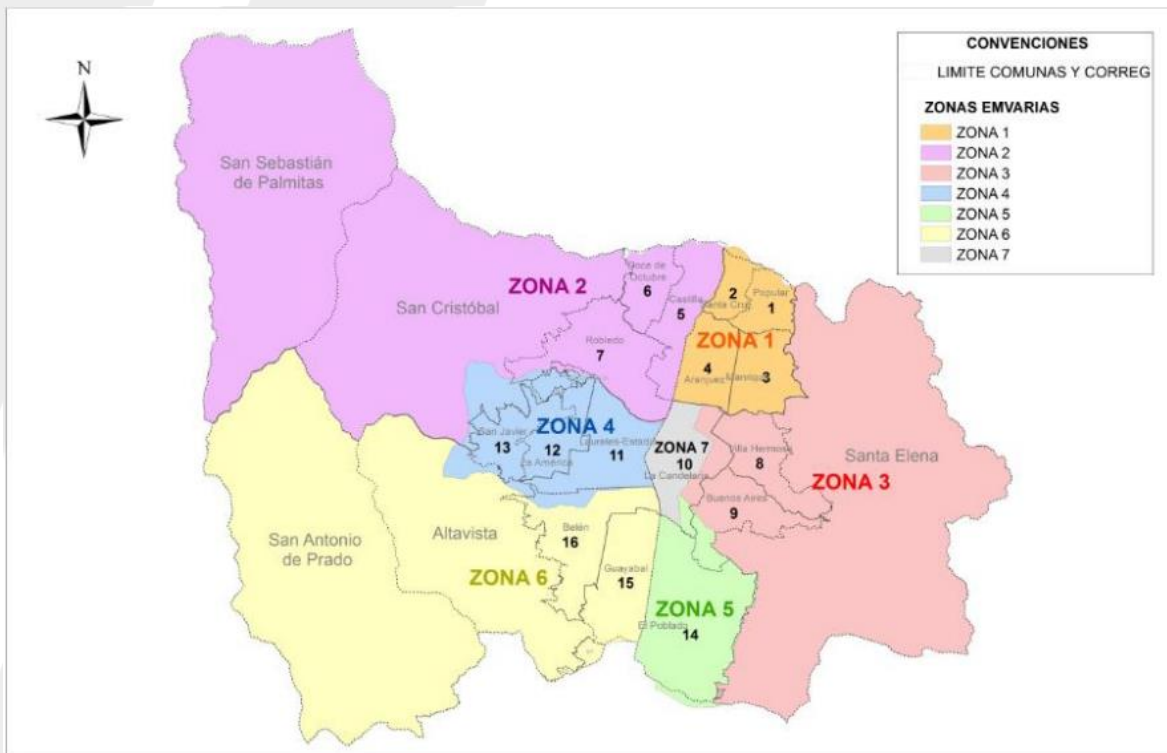 CONVENCIONES
LIMITE COMUNAS Y CORREG
ZONAS EMVARIAS
ZONA 1
ZONA 2
ZONA 3
ZONA 4
ZONA 5
ZONA 6
ZONA 7
N
San Sebastián
de Palmitas
San Cristóbal
ZONA 2
Doce de
Octubre
6
Castilla
5
Robledo
7
2
Santa Cruz
Popular
1
ZONA 1
4
Aranjuez
Manrique
3
ZONA 4
San Javier
13
12
La América
Laureles-Estadio
11
ZONA 7
10
La Candelaria
Villa Hermosa
8
Buenos Aires
9
Santa Elena
ZONA 3
San Antonio
de Prado
Altavista
Belén
16
ZONA 6
Guayabal
15
ZONA 5
El Poblado
14